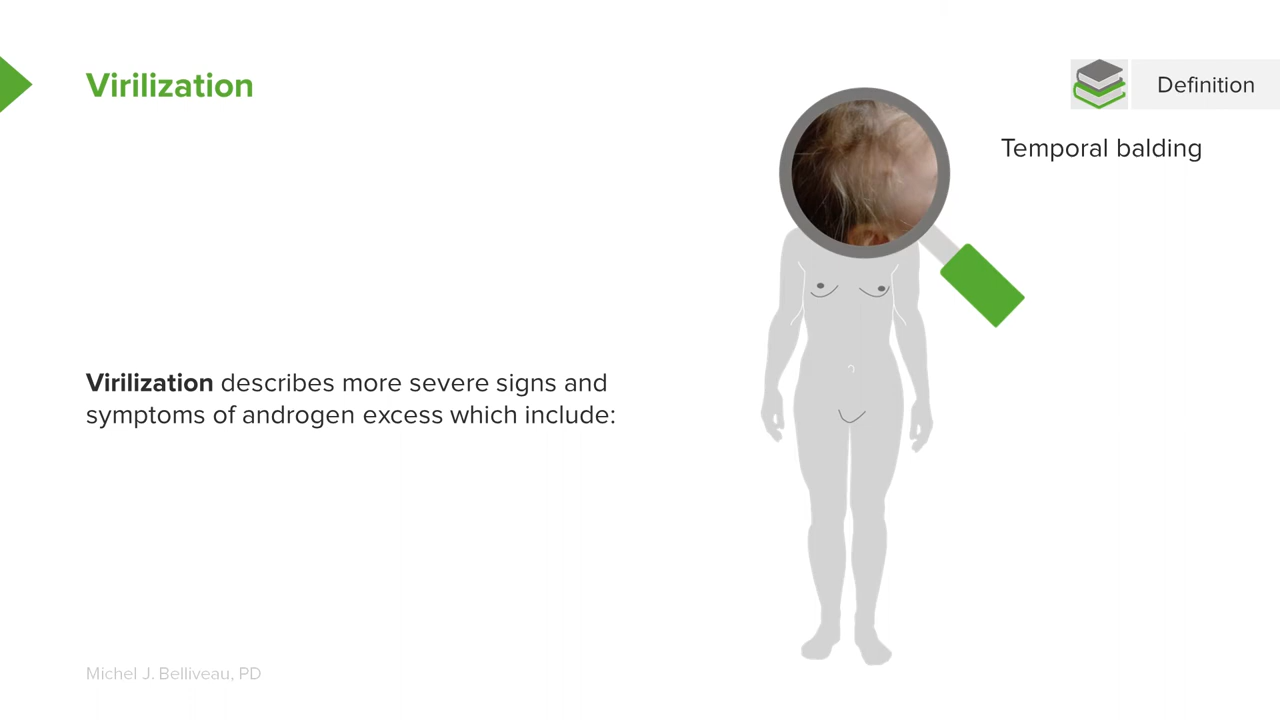 Virilization
Definition
Temporal balding
Virilization describes more severe signs and
symptoms of androgen excess which include:
Michel J. Belliveau, PD